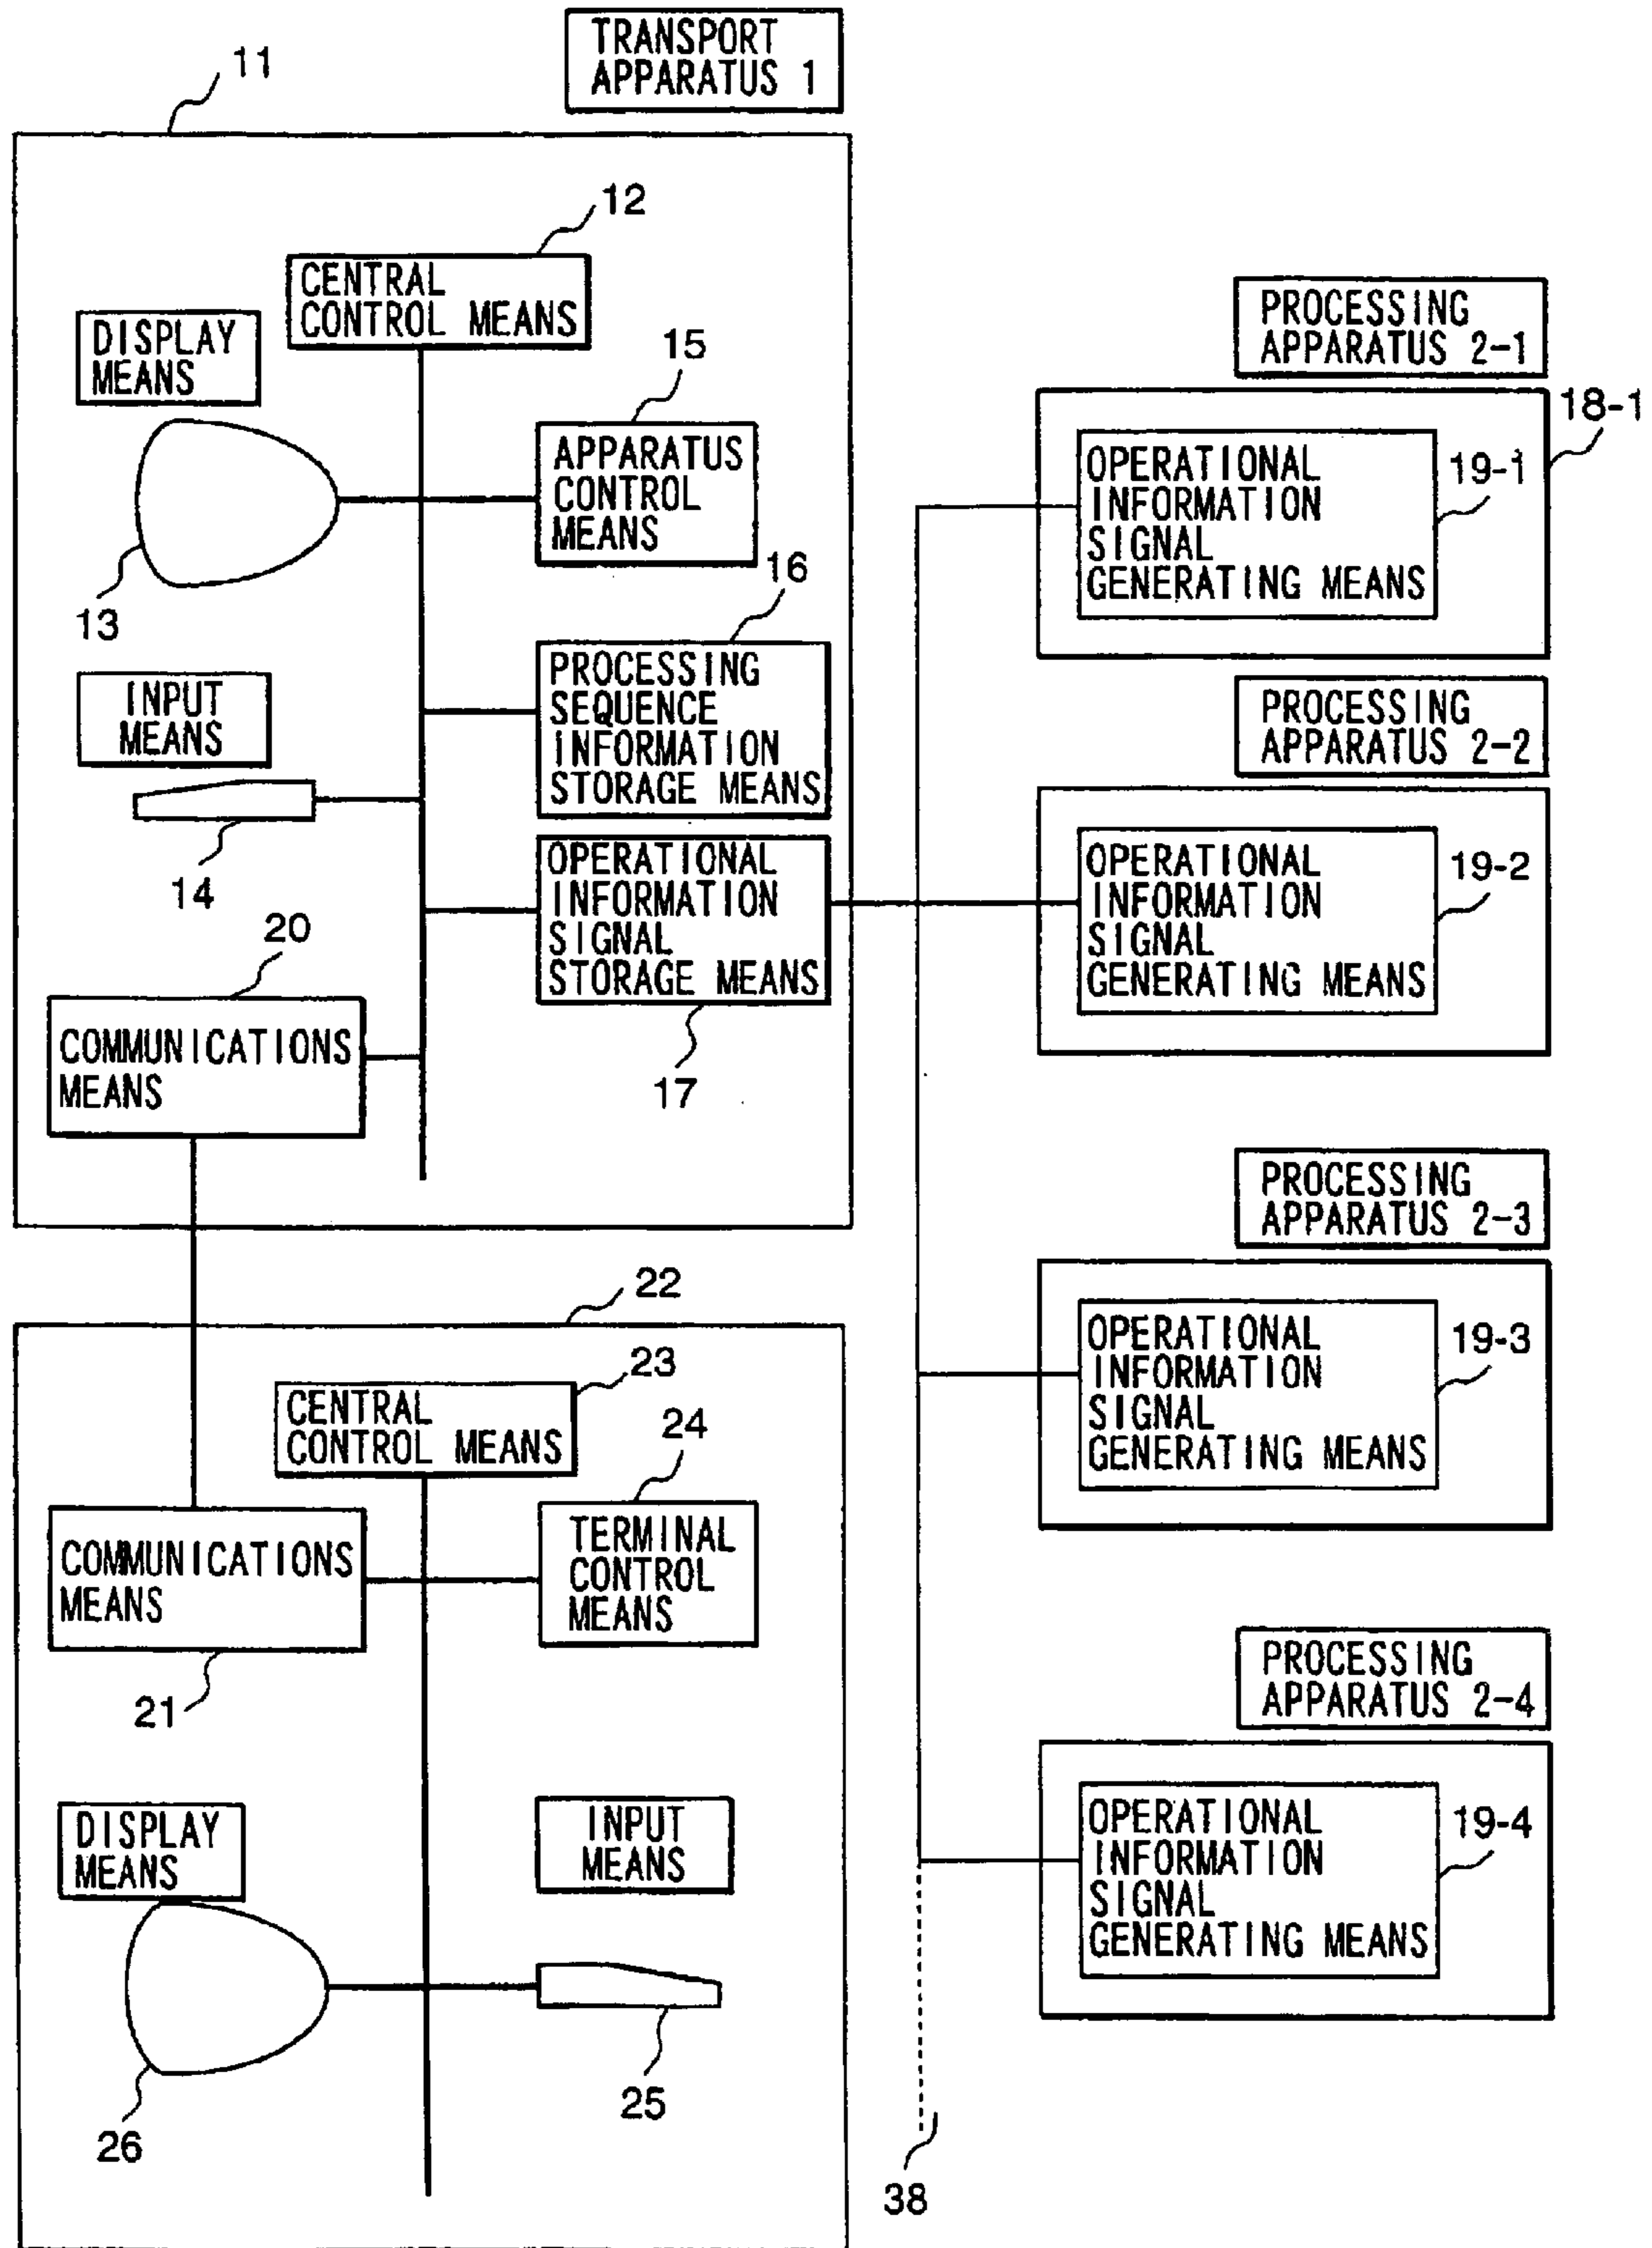 TRANSPORT
APPARATUS 1
11
12
CENTRAL
CONTROL MEANS
DISPLAY
MEANS
13
15
APPARATUS
CONTROL
MEANS
16
PROCESSING
SEQUENCE
INFORMATION
STORAGE MEANS
INPUT
MEANS
14
OPERATIONAL
INFORMATION
SIGNAL
STORAGE MEANS
17
20
COMMUNICATIONS
MEANS
PROCESSING
APPARATUS 2-1
18-1
OPERATIONAL
INFORMATION
SIGNAL
GENERATING MEANS
19-1
PROCESSING
APPARATUS 2-2
OPERATIONAL
INFORMATION
SIGNAL
GENERATING MEANS
19-2
PROCESSING
APPARATUS 2-3
OPERATIONAL
INFORMATION
SIGNAL
GENERATING MEANS
19-3
PROCESSING
APPARATUS 2-4
OPERATIONAL
INFORMATION
SIGNAL
GENERATING MEANS
19-4
38
22
23
CENTRAL
CONTROL MEANS
24
TERMINAL
CONTROL
MEANS
COMMUNICATIONS
MEANS
21
DISPLAY
MEANS
26
INPUT
MEANS
25